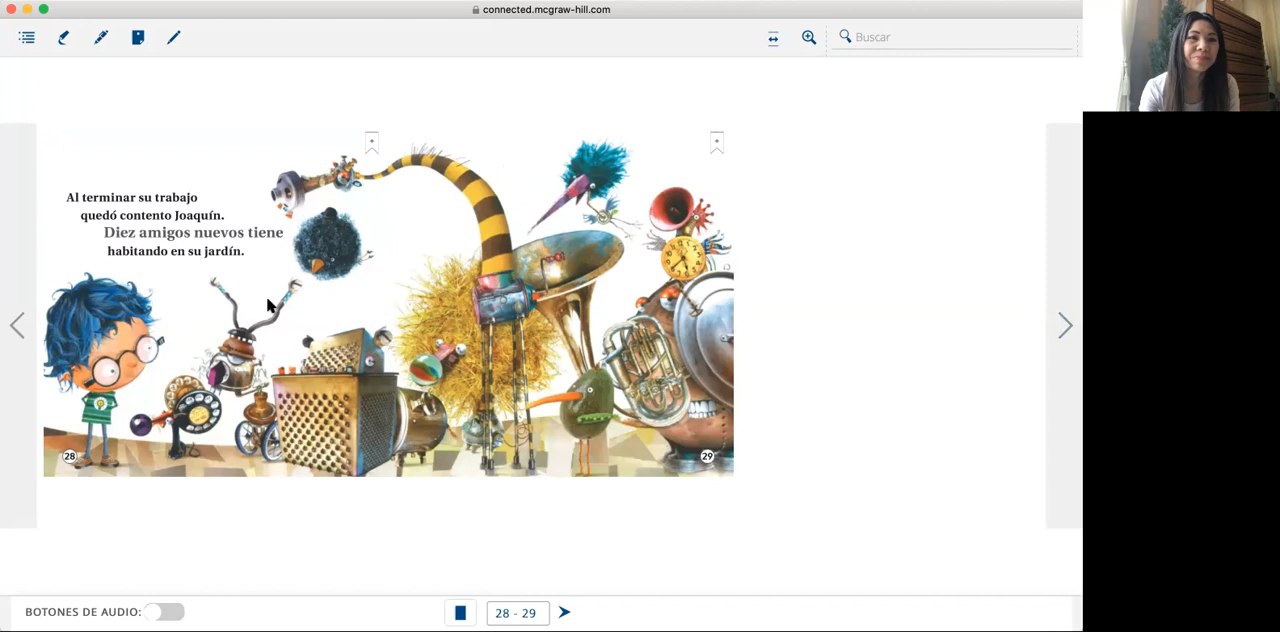 connected.mcgraw-hill.com
Buscar
Al terminar su trabajo
quedó contento Joaquín.
Diez amigos nuevos tiene
habitando en su jardín.
28
29
BOTONES DE AUDIO:
28 - 29